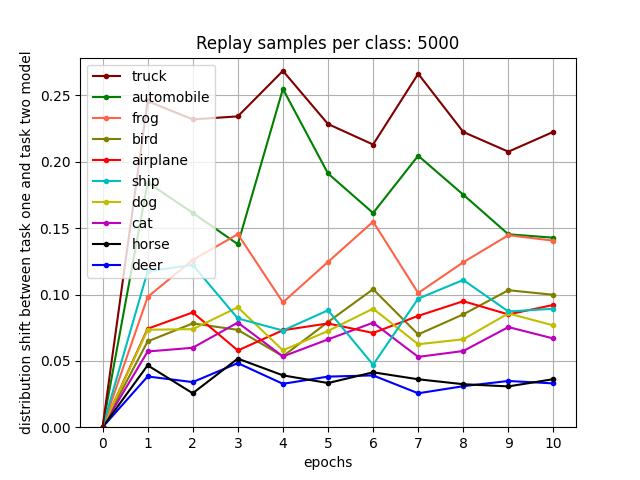 Replay samples per class: 5000
distribution shift between task one and task two model
0.25
0.20
0.15
0.10
0.05
0.00
truck
automobile
frog
bird
airplane
ship
dog
cat
horse
deer
0 1 2 3 4 5 6 7 8 9 10
epochs